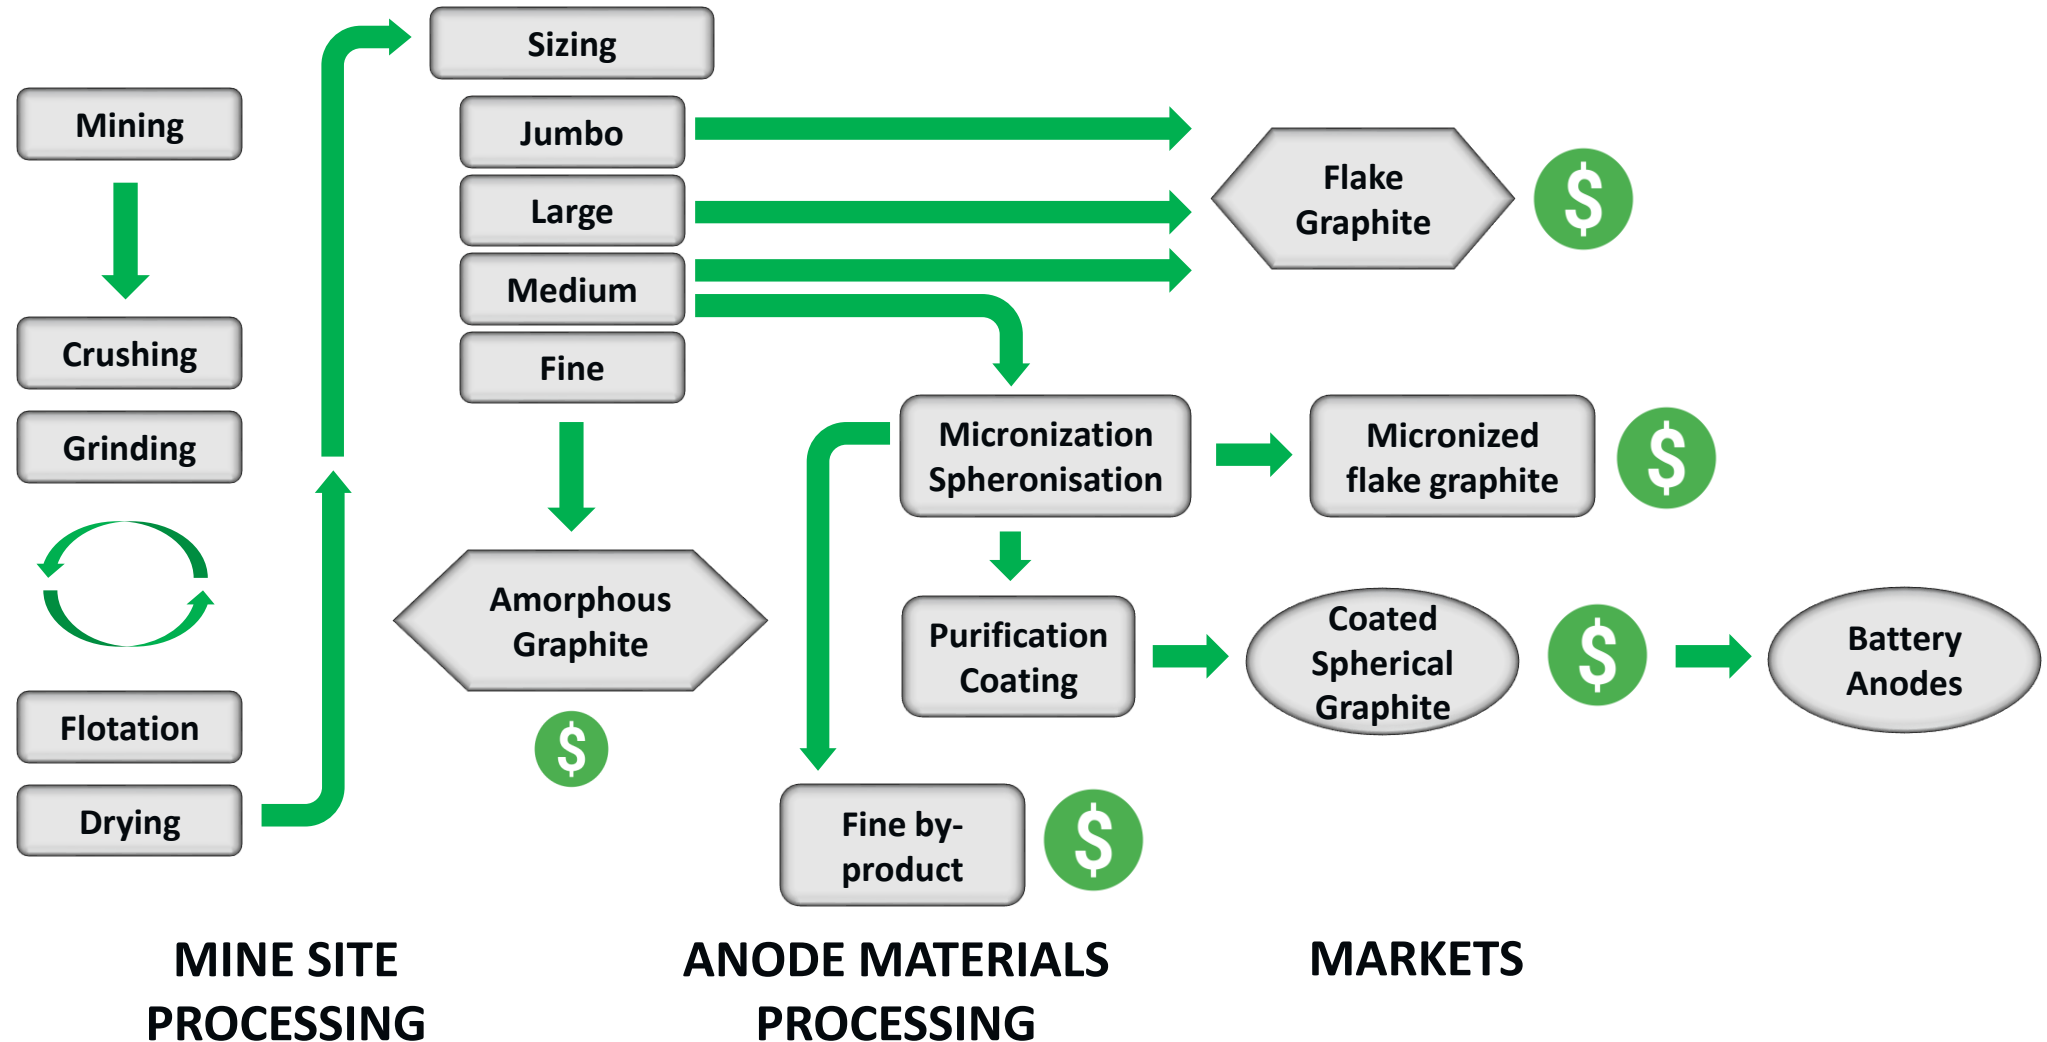 Mining
Crushing
Grinding
Flotation
Drying
Sizing
Jumbo
Large
Medium
Fine
Amorphous
Graphite
$
Flake
Graphite
$
Micronization
Spheronisation
Micronized
flake graphite
$
Purification
Coating
Coated
Spherical
Graphite
$
Battery
Anodes
Fine by-
product
$
MINE SITE
PROCESSING
ANODE MATERIALS
PROCESSING
MARKETS